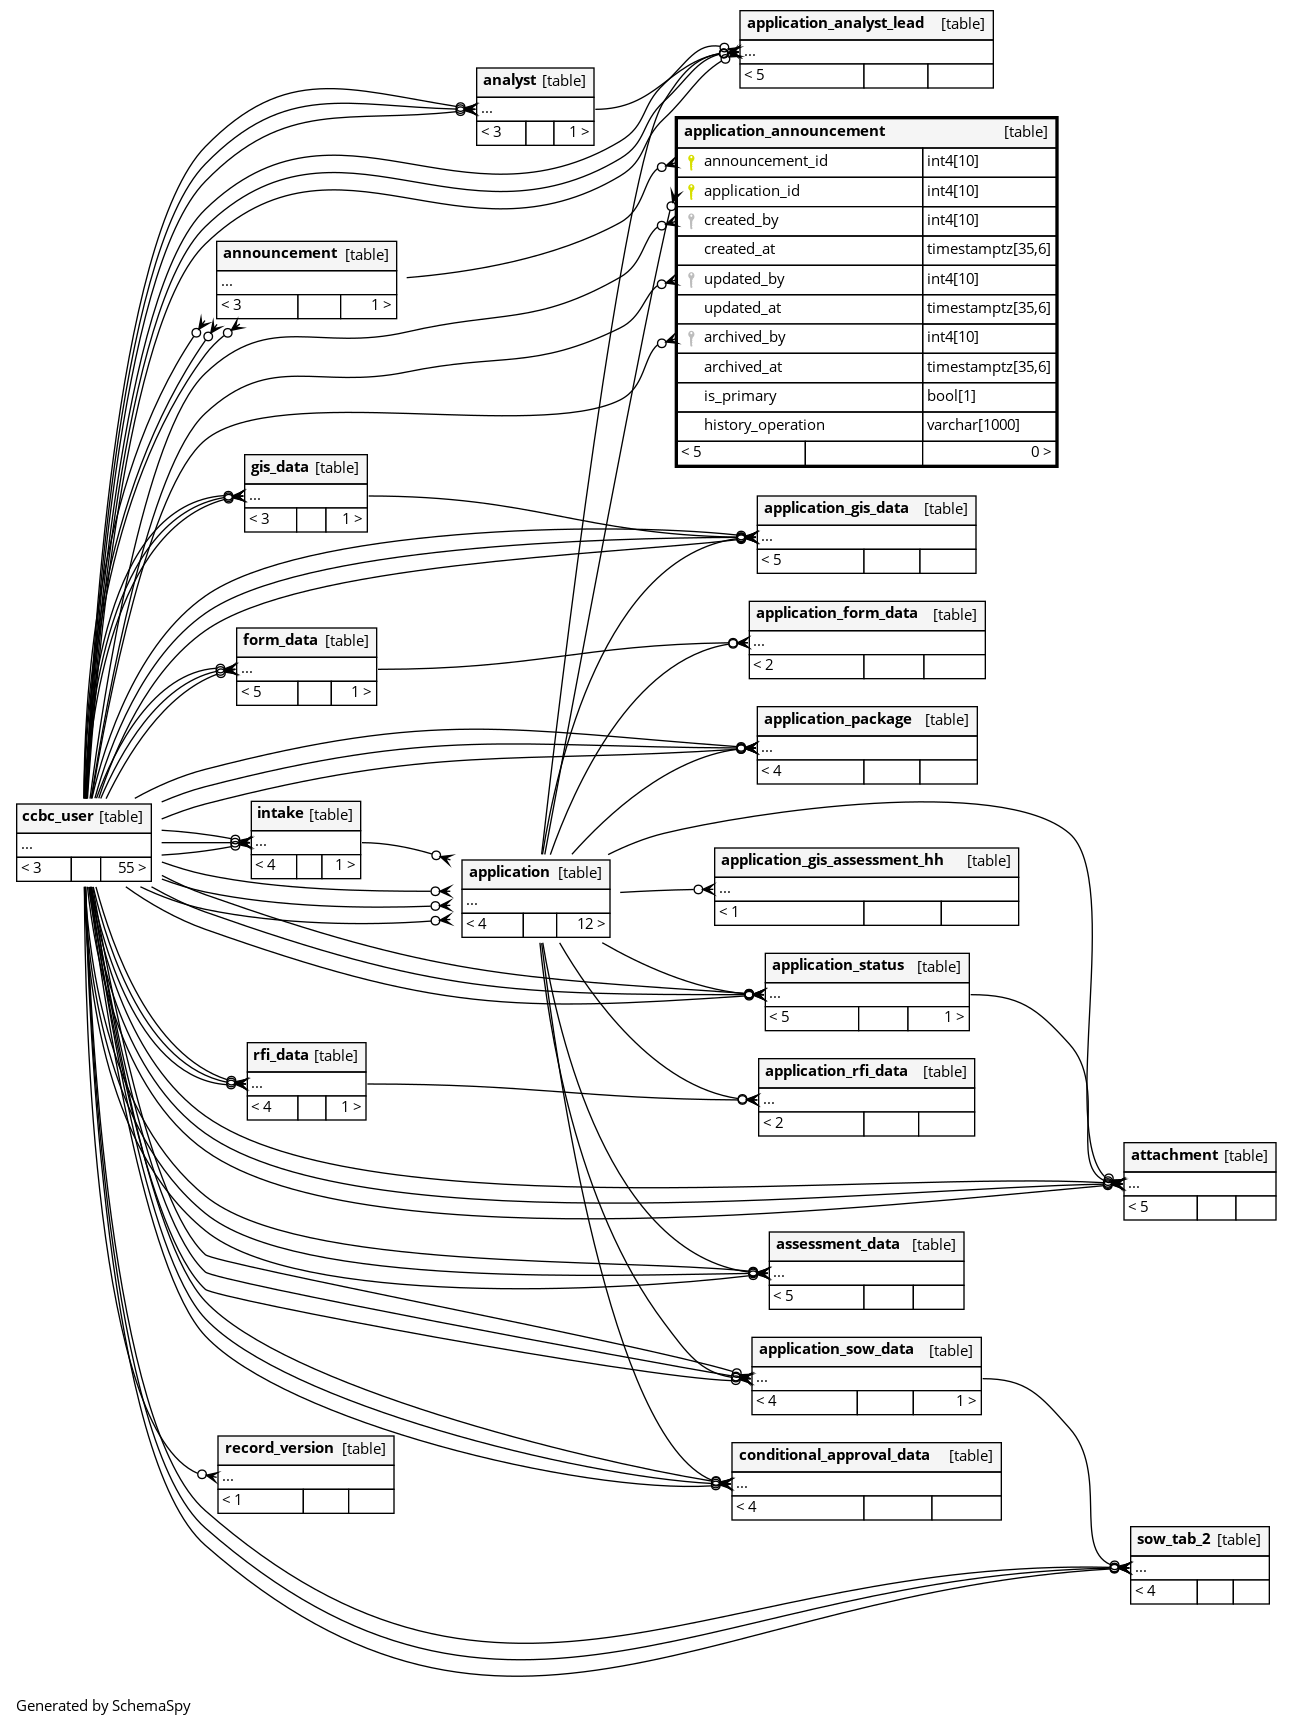 application_analyst_lead [table]
...
< 5
analyst [table]
...
< 3 1 >
application_announcement [table]
announcement_id int4[10]
application_id int4[10]
created_by int4[10]
created_at timestamptz[35,6]
updated_by int4[10]
updated_at timestamptz[35,6]
archived_by int4[10]
archived_at timestamptz[35,6]
is_primary bool[1]
history_operation varchar[1000]
< 5 0 >
announcement [table]
...
< 3 1 >
gis_data [table]
...
< 3 1 >
application_gis_data [table]
...
< 5
application_form_data [table]
...
< 2
form_data [table]
...
< 5 1 >
application_package [table]
...
< 4
ccbc_user [table]
...
< 3 55 >
intake [table]
...
< 4 1 >
application [table]
...
< 4 12 >
application_gis_assessment_hh [table]
...
< 1
application_status [table]
...
< 5 1 >
rfi_data [table]
...
< 4 1 >
application_rfi_data [table]
...
< 2
attachment [table]
...
< 5
assessment_data [table]
...
< 5
application_sow_data [table]
...
< 4 1 >
record_version [table]
...
< 1
conditional_approval_data [table]
...
< 4
sow_tab_2 [table]
...
< 4
Generated by SchemaSpy